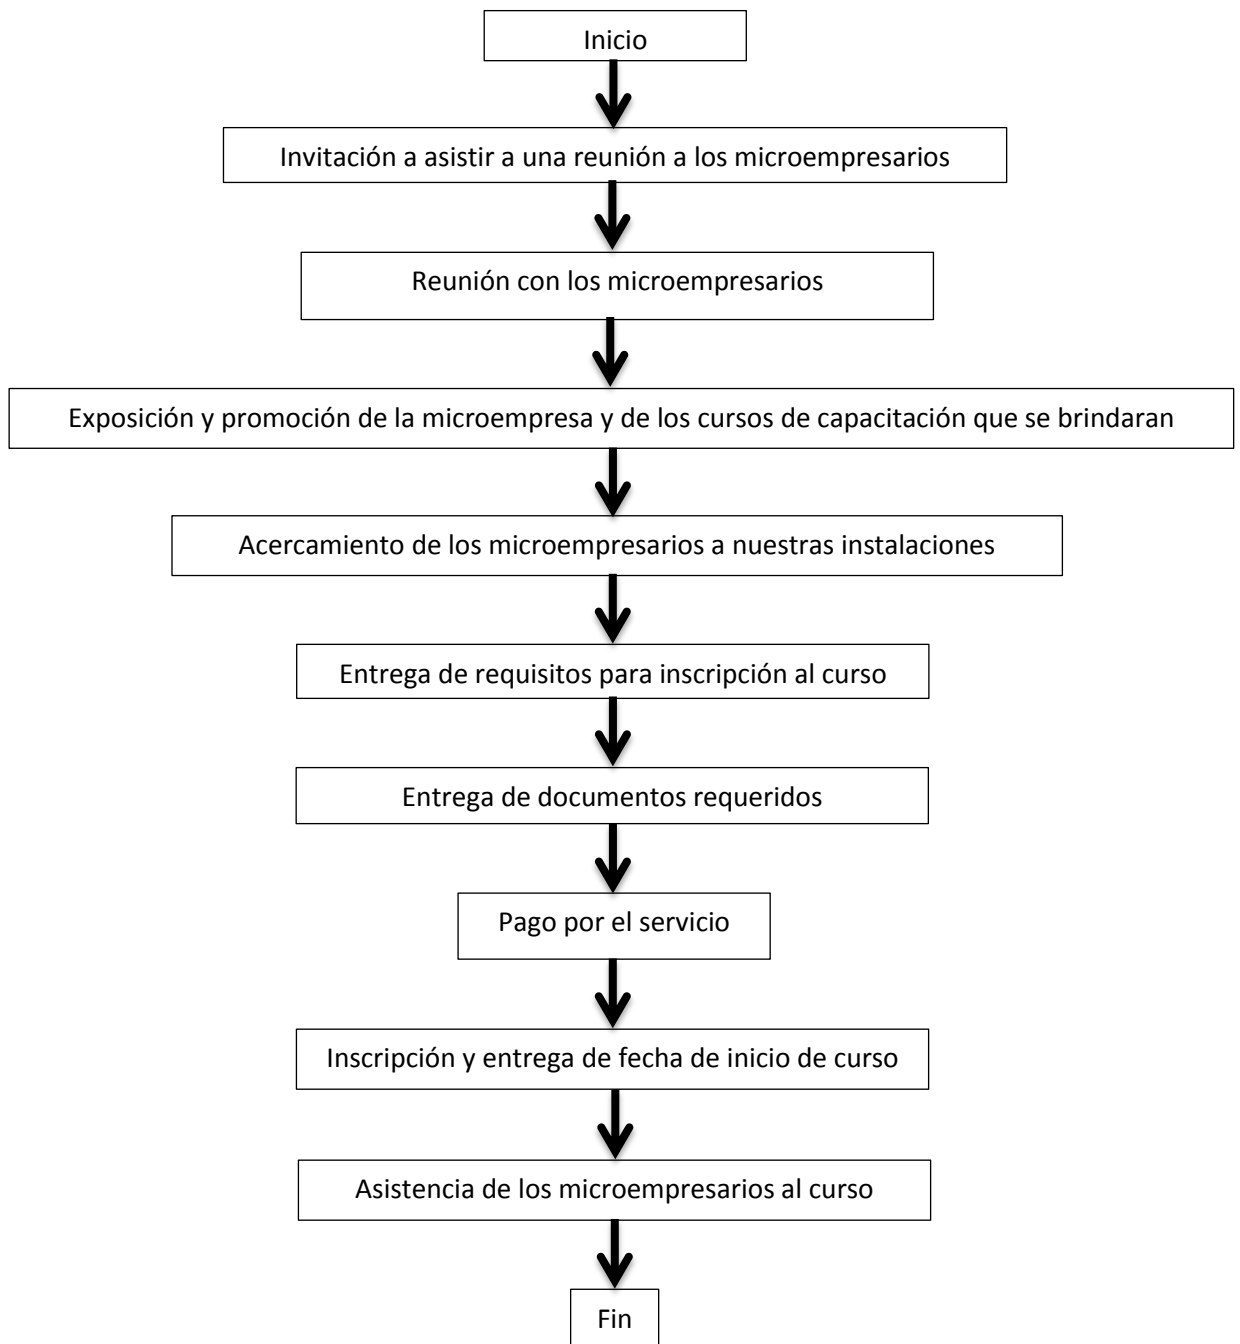 Inicio
Invitación a asistir a una reunión a los microempresarios
Reunión con los microempresarios
Exposición y promoción de la microempresa y de los cursos de capacitación que se brindaran
Acercamiento de los microempresarios a nuestras instalaciones
Entrega de requisitos para inscripción al curso
Entrega de documentos requeridos
Pago por el servicio
Inscripción y entrega de fecha de inicio de curso
Asistencia de los microempresarios al curso
Fin